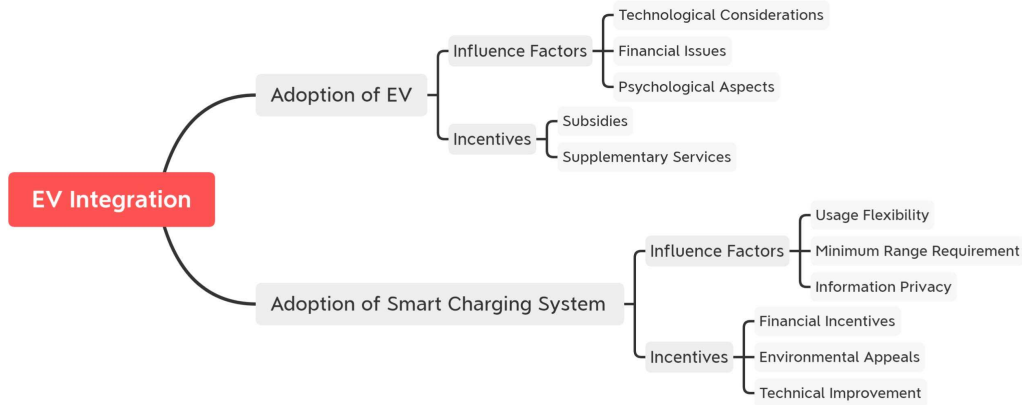 EV Integration
Adoption of EV
Influence Factors
Technological Considerations
Financial Issues
Psychological Aspects
Incentives
Subsidies
Supplementary Services
Adoption of Smart Charging System
Influence Factors
Usage Flexibility
Minimum Range Requirement
Information Privacy
Incentives
Financial Incentives
Environmental Appeals
Technical Improvement